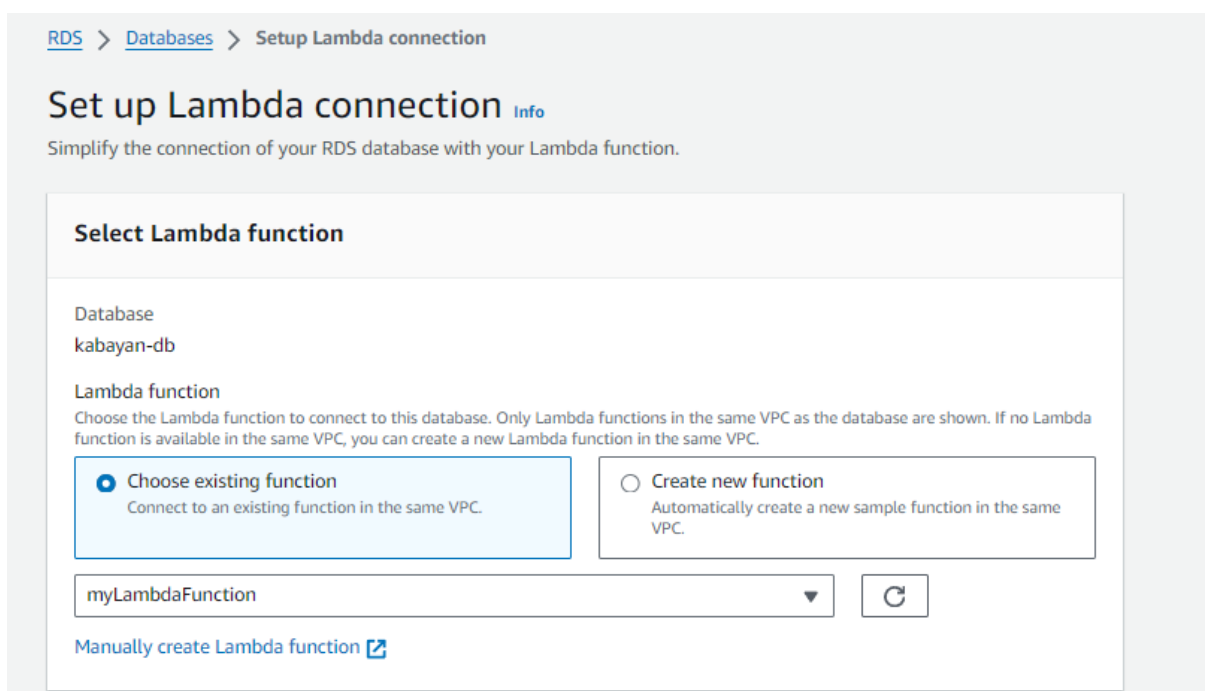 RDS > Databases > Setup Lambda connection
Set up Lambda connection Info
Simplify the connection of your RDS database with your Lambda function.
Select Lambda function
Database
kabayan-db
Lambda function
Choose the Lambda function to connect to this database. Only Lambda functions in the same VPC as the database are shown. If no Lambda
function is available in the same VPC, you can create a new Lambda function in the same VPC.
Choose existing function
Connect to an existing function in the same VPC.
Create new function
Automatically create a new sample function in the same
VPC.
myLambdaFunction
Manually create Lambda function